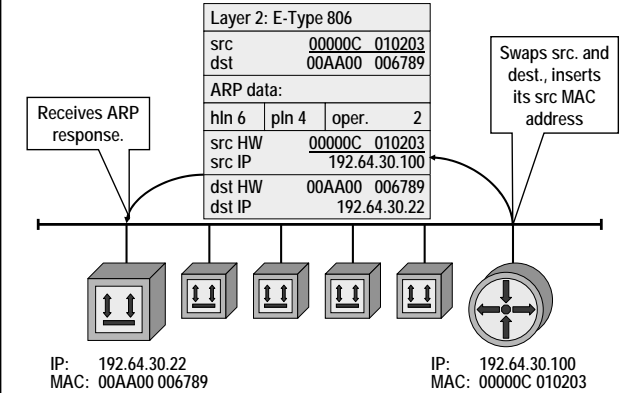 Layer 2: E-Type 806
src 00000C 010203
dst 00AA00 006789
ARP data:
hln 6 pln 4 oper. 2
src HW 00000C 010203
src IP 192.64.30.100
dst HW 00AA00 006789
dst IP 192.64.30.22
Receives ARP
response.
Swaps src. and
dest., inserts
its src MAC
address
IP: 192.64.30.22
MAC: 00AA00 006789
IP: 192.64.30.100
MAC: 00000C 010203